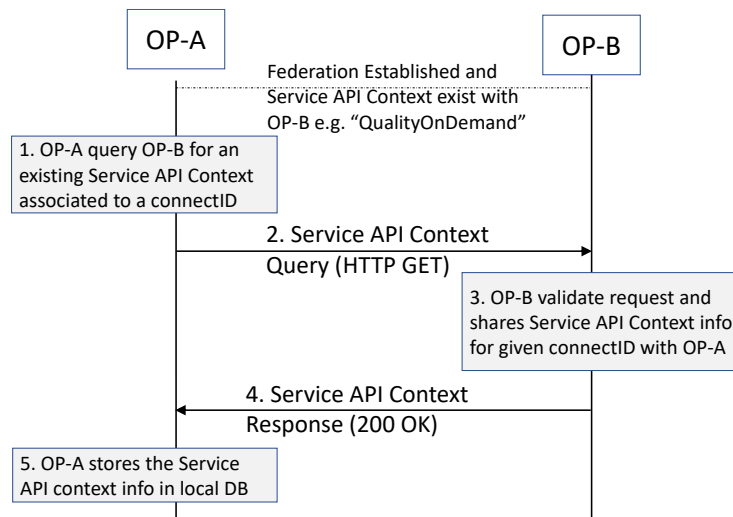 OP-A
OP-B
Federation Established and
Service API Context exist with
OP-B e.g. “QualityOnDemand”
1. OP-A query OP-B for an
existing Service API Context
associated to a connectID
2. Service API Context
Query (HTTP GET)
3. OP-B validate request and
shares Service API Context info
for given connectID with OP-A
4. Service API Context
Response (200 OK)
5. OP-A stores the Service
API context info in local DB